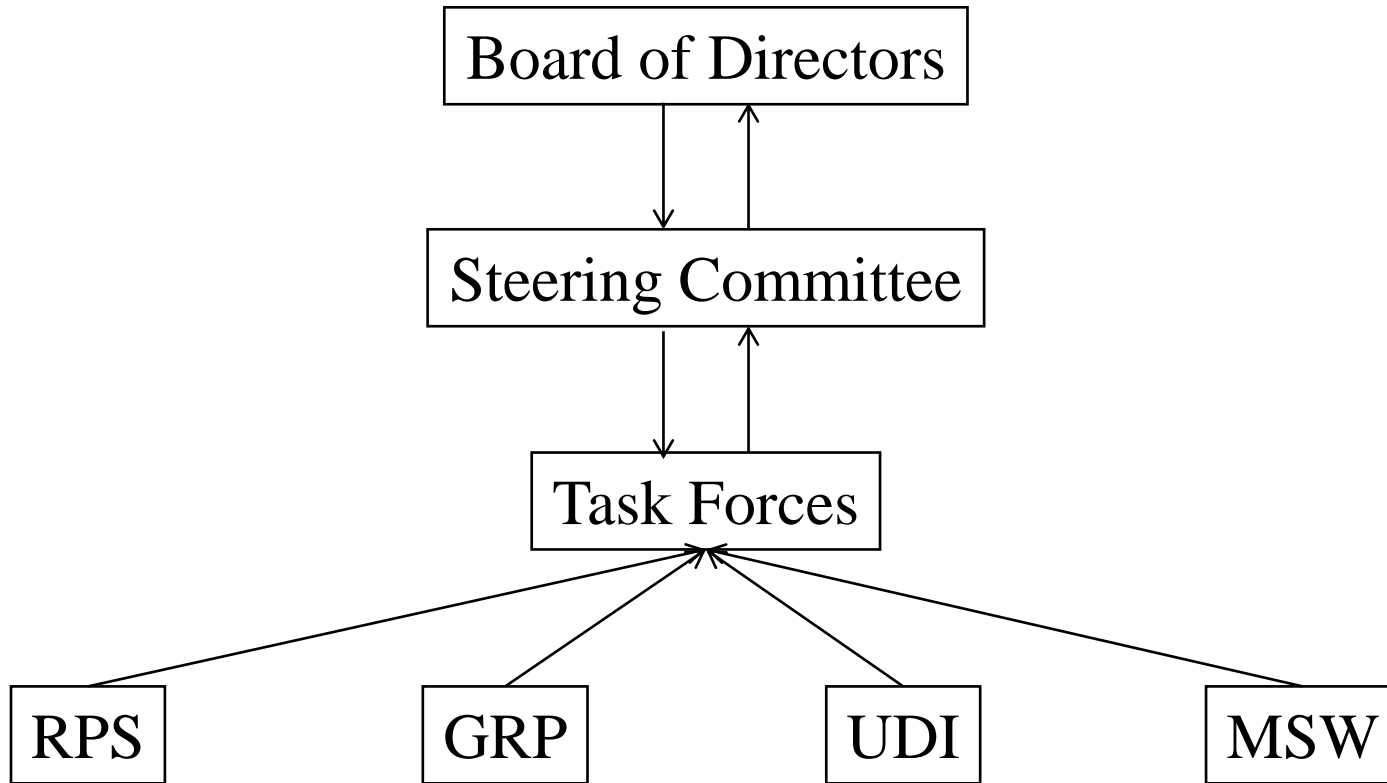 Board of Directors
Steering Committee
Task Forces
RPS
GRP
UDI
MSW